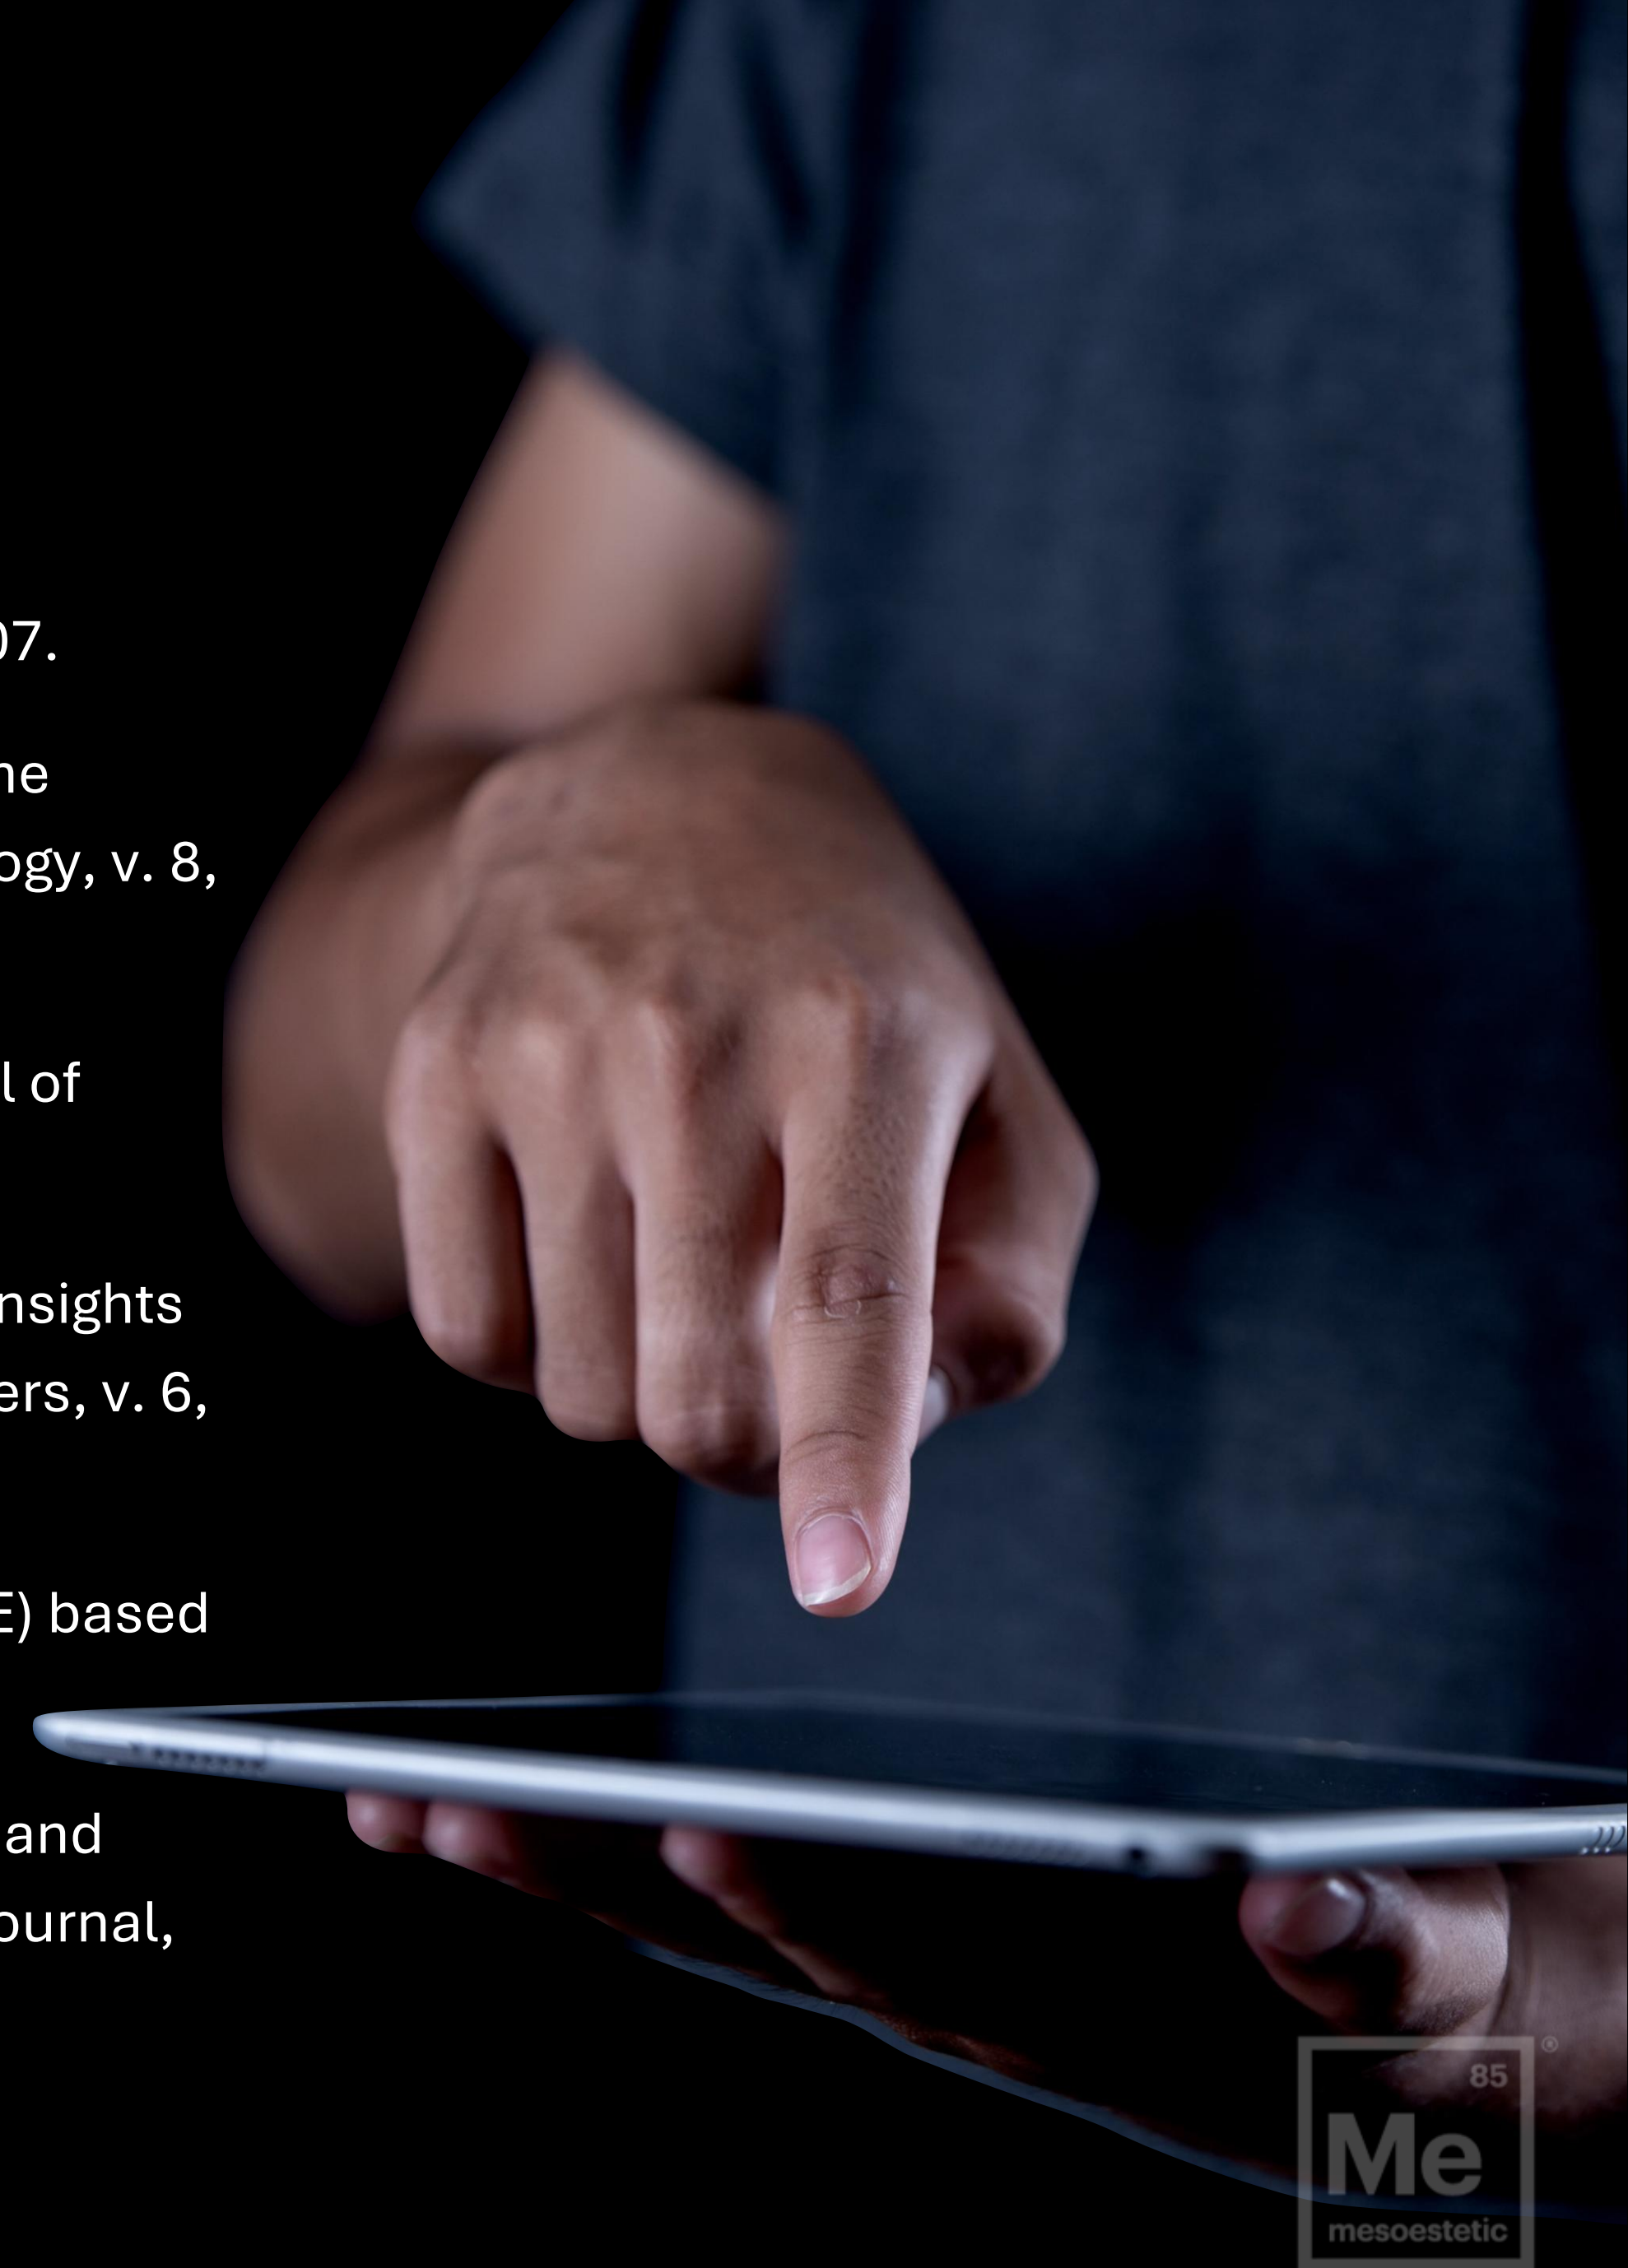 07.
ne
ogy, v. 8,
l of
nsights
ers, v. 6,
E) based
and
ournal,
®
85
Me
mesoestetic